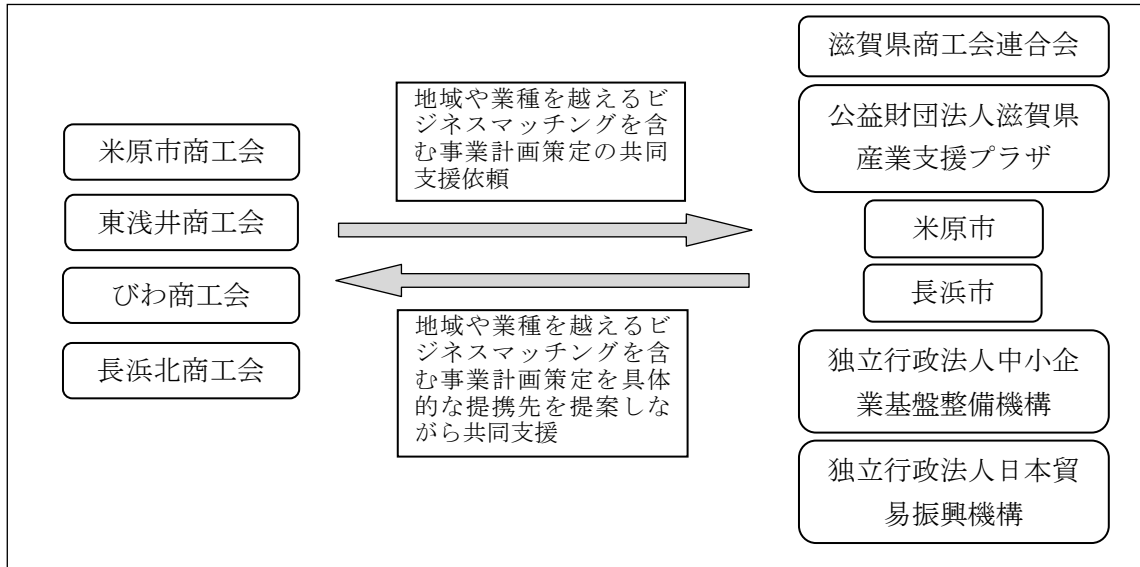 米原市商工会
東浅井商工会
びわ商工会
長浜北商工会
地域や業種を越えるビ
ジネスマッチングを含
む事業計画策定の共同
支援依頼
地域や業種を越えるビ
ジネスマッチングを含
む事業計画策定を具体
的な提携先を提案しな
がら共同支援
滋賀県商工会連合会
公益財団法人滋賀県
産業支援プラザ
米原市
長浜市
独立行政法人中小企
業基盤整備機構
独立行政法人日本貿
易振興機構